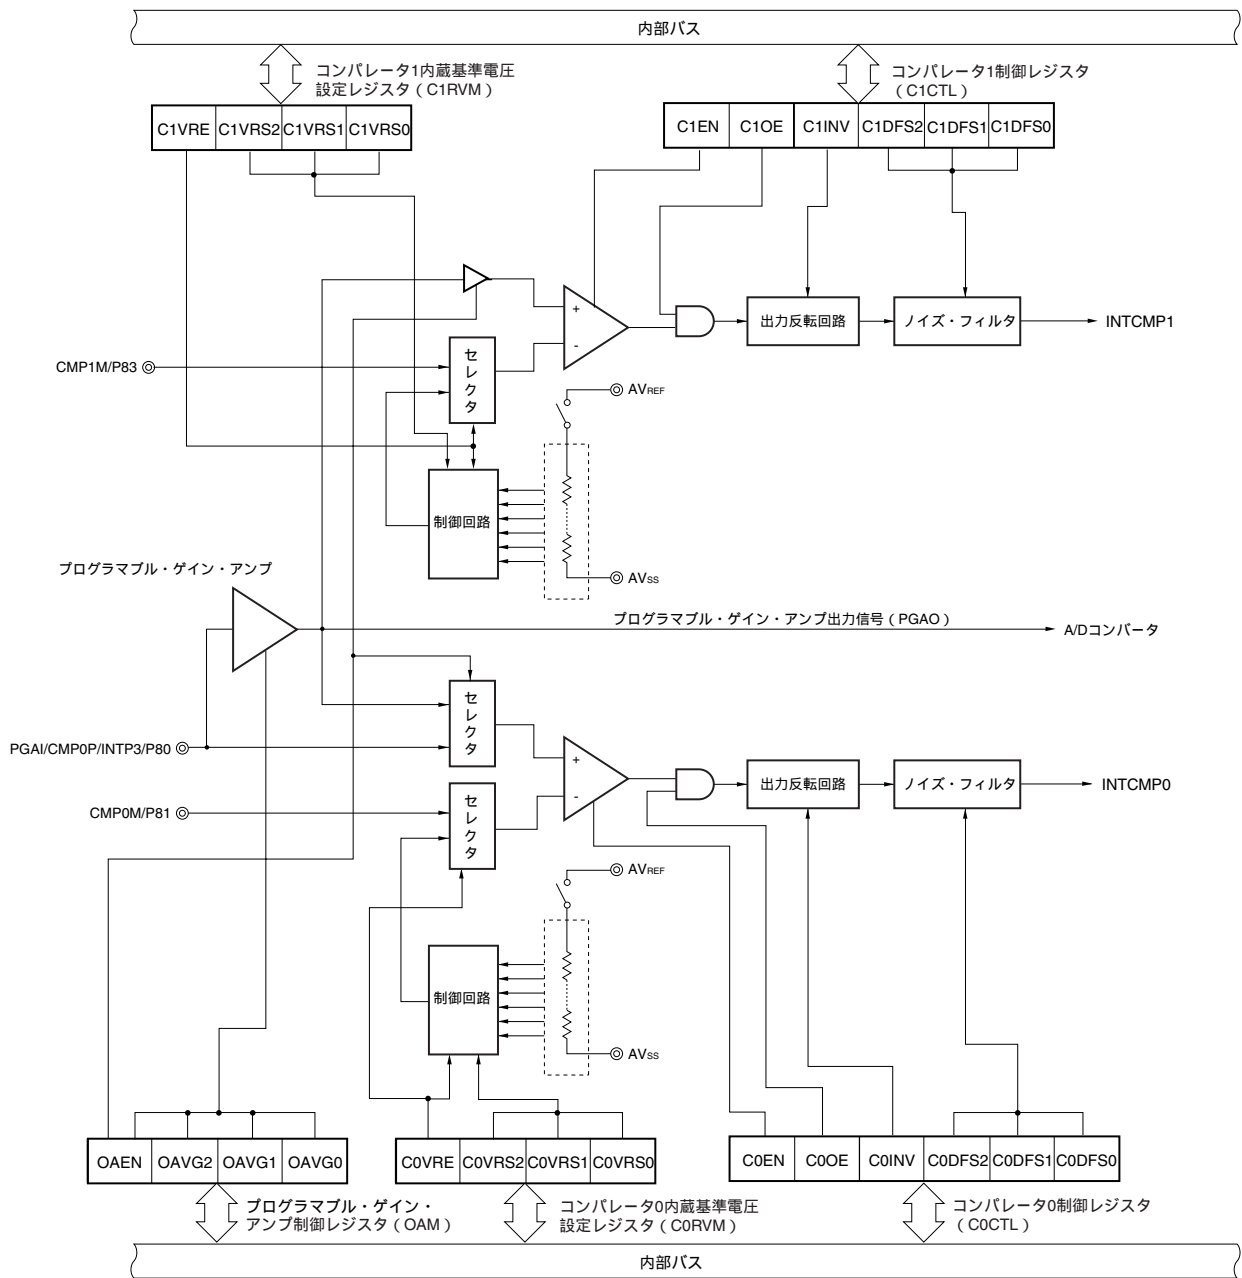 内部バス
コンパレータ1内蔵基準電圧
設定レジスタ（C1RVM）
コンパレータ1制御レジスタ
（C1CTL）
C1VRE C1VRS2 C1VRS1 C1VRS0
C1EN C1OE C1INV C1DFS2 C1DFS1 C1DFS0
+
-
出力反転回路
ノイズ・フィルタ
INTCMP1
CMP1M/P83
セレクタ
AVREF
制御回路
AVSS
プログラマブル・ゲイン・アンプ
プログラマブル・ゲイン・アンプ出力信号（PGAO）
A/Dコンバータ
セレクタ
PGAI/CMP0P/INTP3/P80
+
-
出力反転回路
ノイズ・フィルタ
INTCMP0
CMP0M/P81
セレクタ
AVREF
制御回路
AVSS
OAEN OAVG2 OAVG1 OAVG0
C0VRE C0VRS2 C0VRS1 C0VRS0
C0EN C0OE C0INV C0DFS2 C0DFS1 C0DFS0
プログラマブル・ゲイン・
アンプ制御レジスタ（OAM）
コンパレータ0内蔵基準電圧
設定レジスタ（C0RVM）
コンパレータ0制御レジスタ
（C0CTL）
内部バス